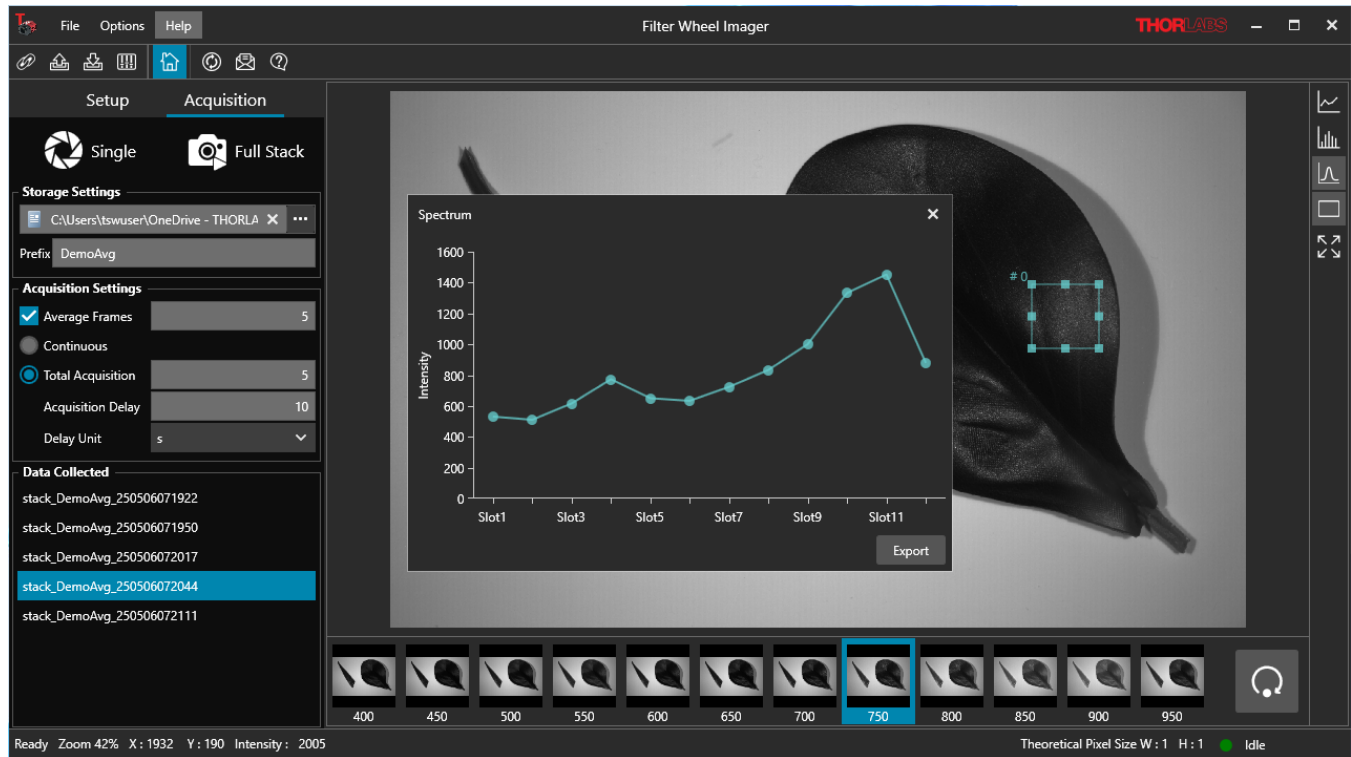 File Options Help Filter Wheel Imager THORLABS
Setup Acquisition
Single Full Stack
Storage Settings
C:\Users\tswuser\OneDrive - THORLA
Prefix DemoAvg
Acquisition Settings
Average Frames 5
Continuous
Total Acquisition 5
Acquisition Delay 10
Delay Unit s
Data Collected
stack_DemoAvg_250506071922
stack_DemoAvg_250506071950
stack_DemoAvg_250506072017
stack_DemoAvg_250506072044
stack_DemoAvg_250506072111
Spectrum
Intensity
1600
1400
1200
1000
800
600
400
200
0
Slot1 Slot3 Slot5 Slot7 Slot9 Slot11
Export
# 0
400 450 500 550 600 650 700 750 800 850 900 950
Ready Zoom 42% X : 1932 Y : 190 Intensity : 2005 Theoretical Pixel Size W : 1 H : 1 Idle